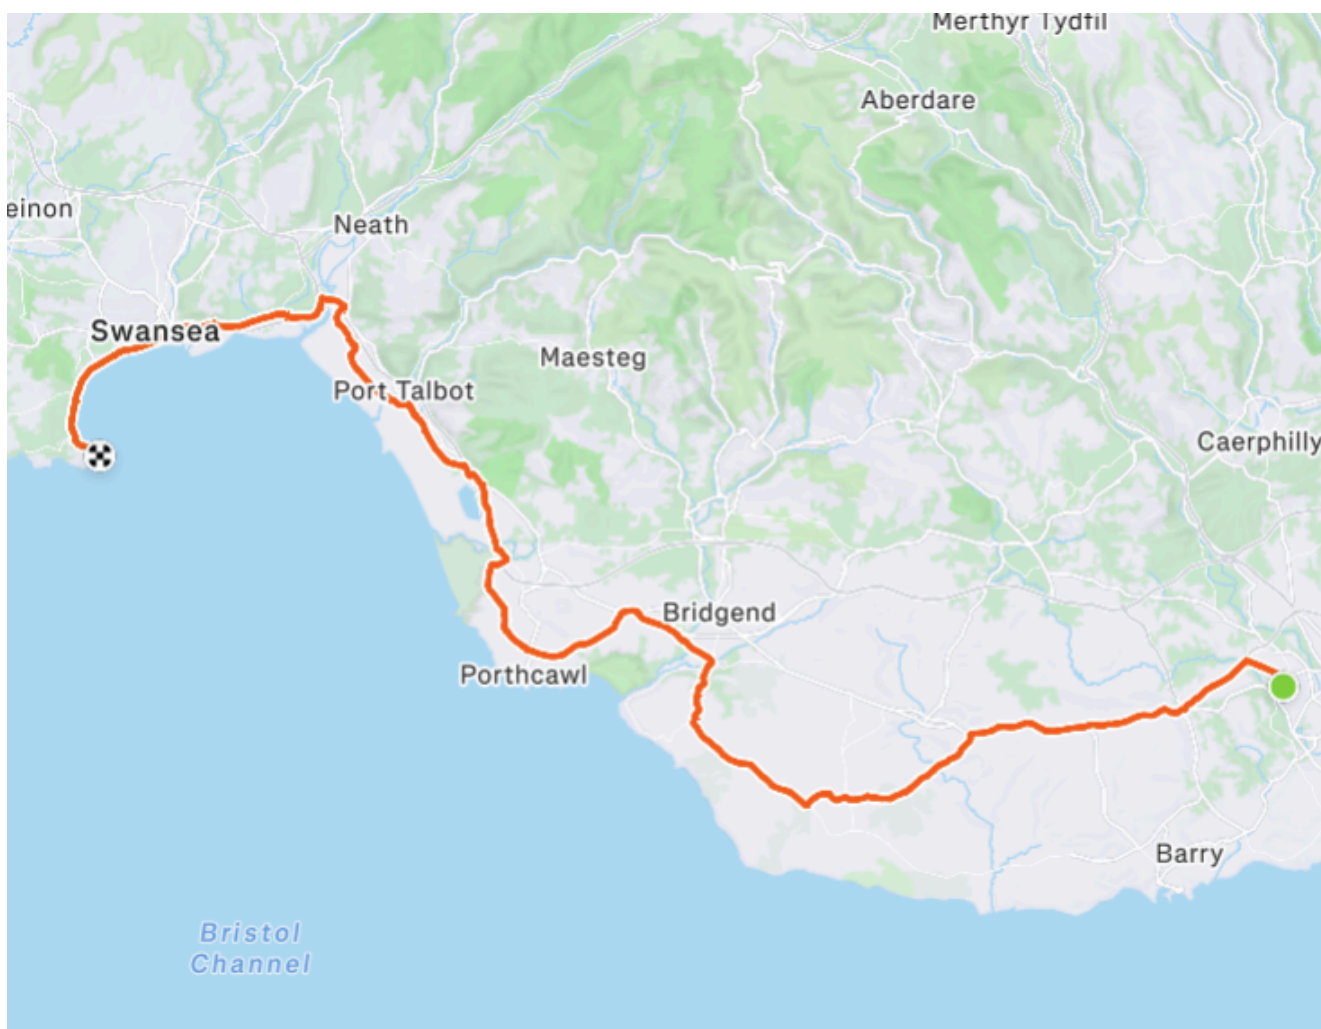 Merthyr Tydfil
Aberdare
einon
Neath
Swansea
Maesteg
Port Talbot
Caerphilly
Bridgend
Porthcawl
Barry
Bristol
Channel